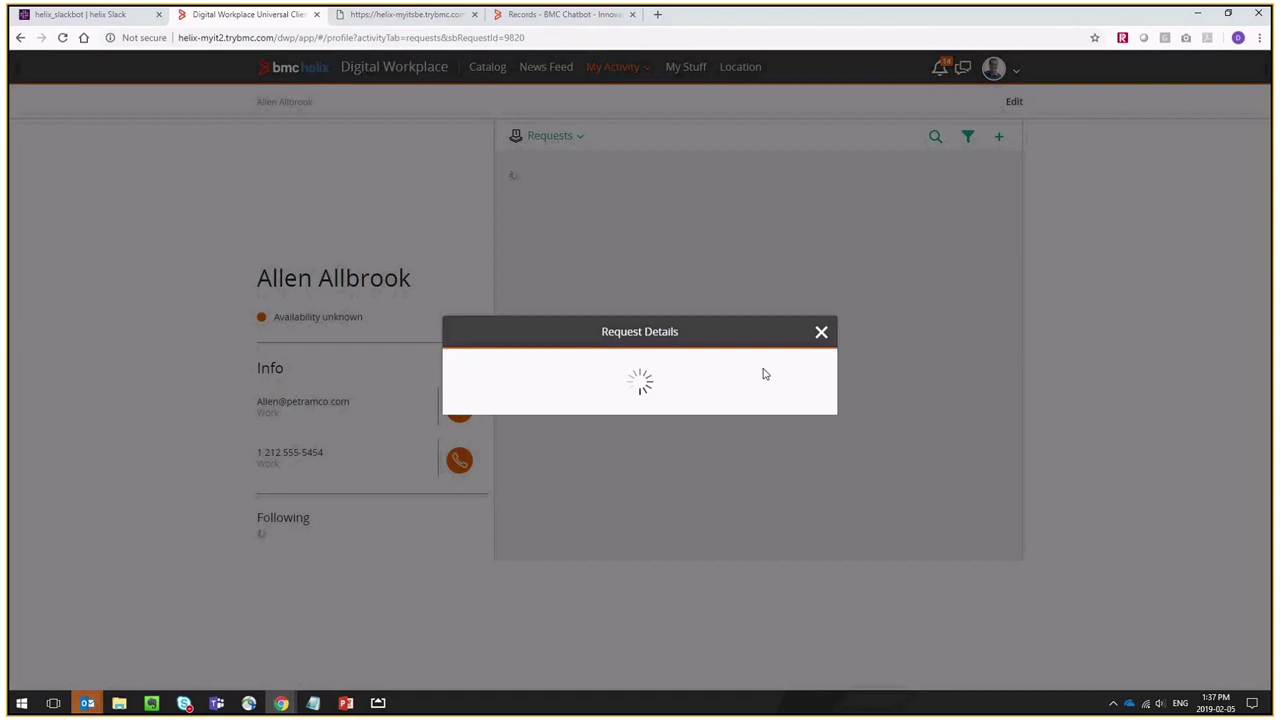 helix_slackbot | helix Slack
Digital Workplace Universal Clie
https://helix-myitsbe.trybmc.com
Records - BMC Chatbot - Innova
Not secure
helix-myit2.trybmc.com/dwp/app/#/profile?activityTab=requests&sbRequestId=9820
bmchelix Digital Workplace Catalog News Feed My Activity My Stuff Location
14
Allen Allbrook
Edit
Requests
Allen Allbrook
Availability unknown
Request Details
Info
Allen@petramco.com
Work
1 212 555-5454
Work
Following
ENG
1:37 PM
2019-02-05